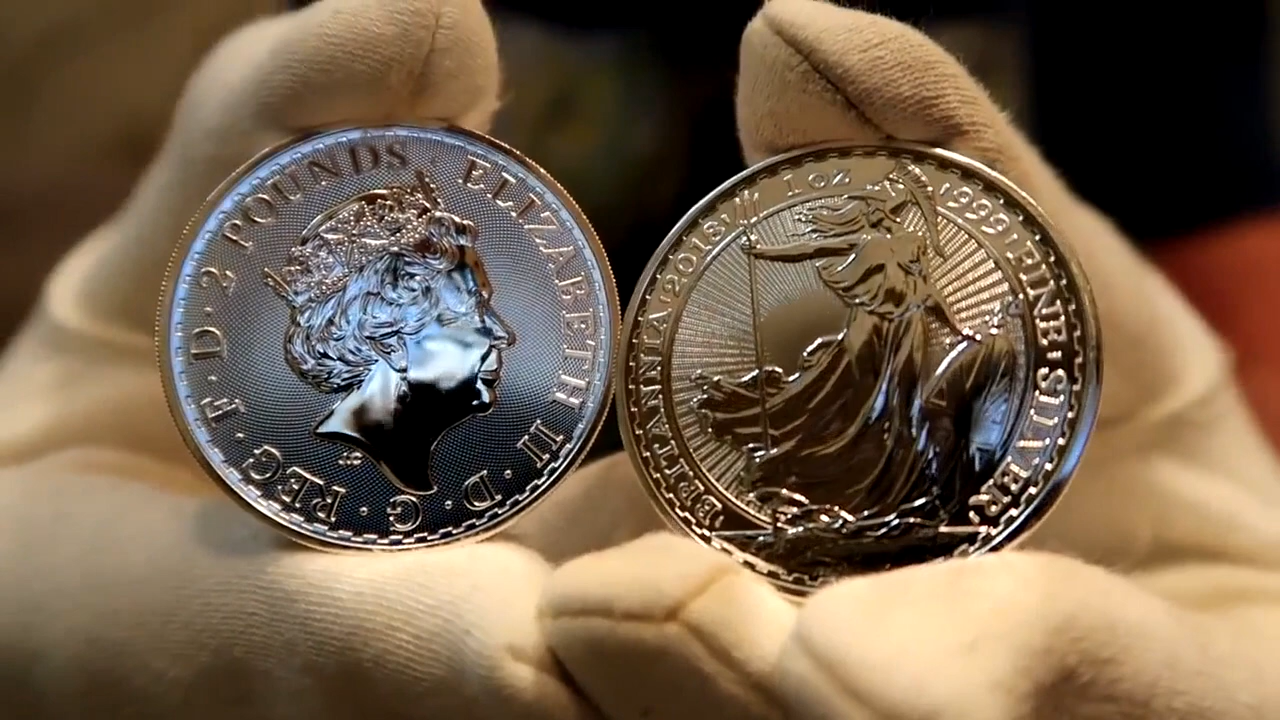 ELIZABETH II · D · G · REG · F · D · 2 POUNDS
BRITANNIA 2018 1 oz 999 FINE SILVER